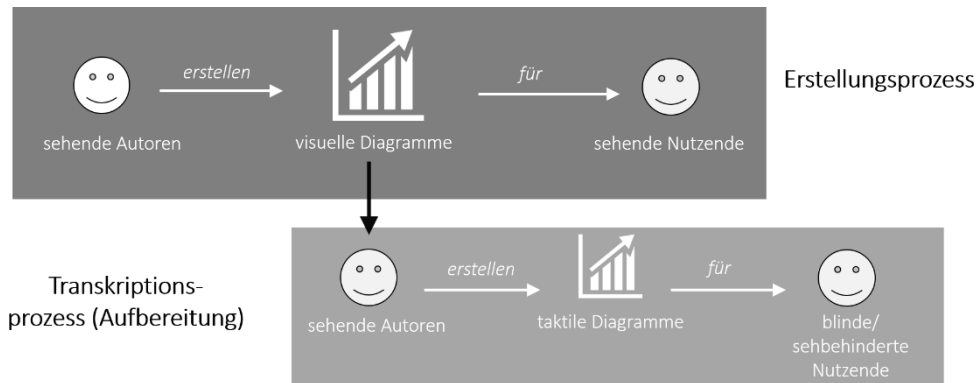 erstellen
für
sehende Autoren
visuelle Diagramme
sehende Nutzende
Erstellungsprozess
Transkriptions-
prozess (Aufbereitung)
erstellen
für
sehende Autoren
taktile Diagramme
blinde/
sehbehinderte
Nutzende